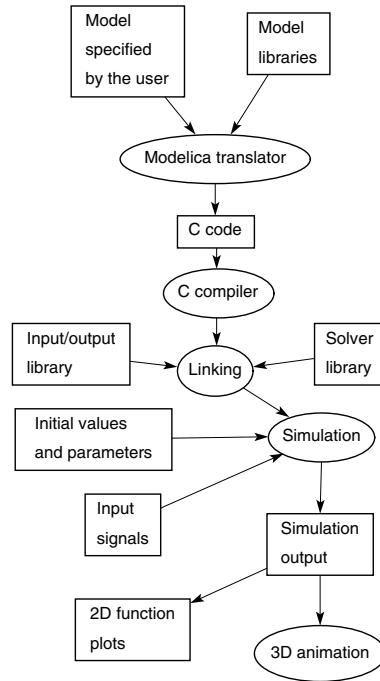 Model
specified
by the user
Model
libraries
Modelica translator
C code
C compiler
Input/output
library
Linking
Solver
library
Initial values
and parameters
Simulation
Input
signals
Simulation
output
2D function
plots
3D animation